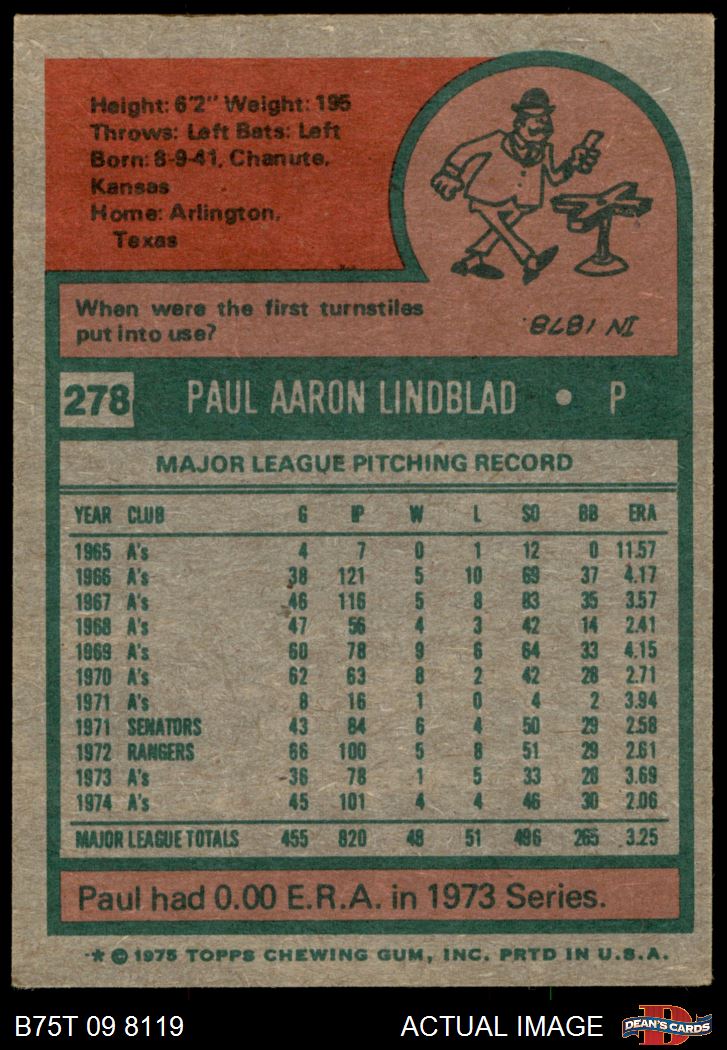 Height: 6'2" Weight: 195
Throws: Left Bats: Left
Born: 8-9-41, Chanute,
Kansas
Home: Arlington,
Texas
When were the first turnstiles
put into use?
IN 1878.
278 PAUL AARON LINDBLAD • P
MAJOR LEAGUE PITCHING RECORD
YEAR CLUB G IP W L SO BB ERA
1965 A's 4 7 0 1 12 0 11.57
1966 A's 38 121 5 10 69 37 4.17
1967 A's 46 116 5 8 83 35 3.57
1968 A's 47 56 4 3 42 14 2.41
1969 A's 60 78 9 6 64 33 4.15
1970 A's 62 63 8 2 42 28 2.71
1971 A's 8 16 1 0 4 2 3.94
1971 SENATORS 43 84 6 4 50 29 2.58
1972 RANGERS 66 100 5 8 51 29 2.61
1973 A's 36 78 1 5 33 28 3.69
1974 A's 45 101 4 4 46 30 2.06
MAJOR LEAGUE TOTALS 455 820 48 51 496 265 3.25
Paul had 0.00 E.R.A. in 1973 Series.
* © 1975 TOPPS CHEWING GUM, INC. PRTD IN U.S.A.
B75T 09 8119 ACTUAL IMAGE DEAN'S CARDS